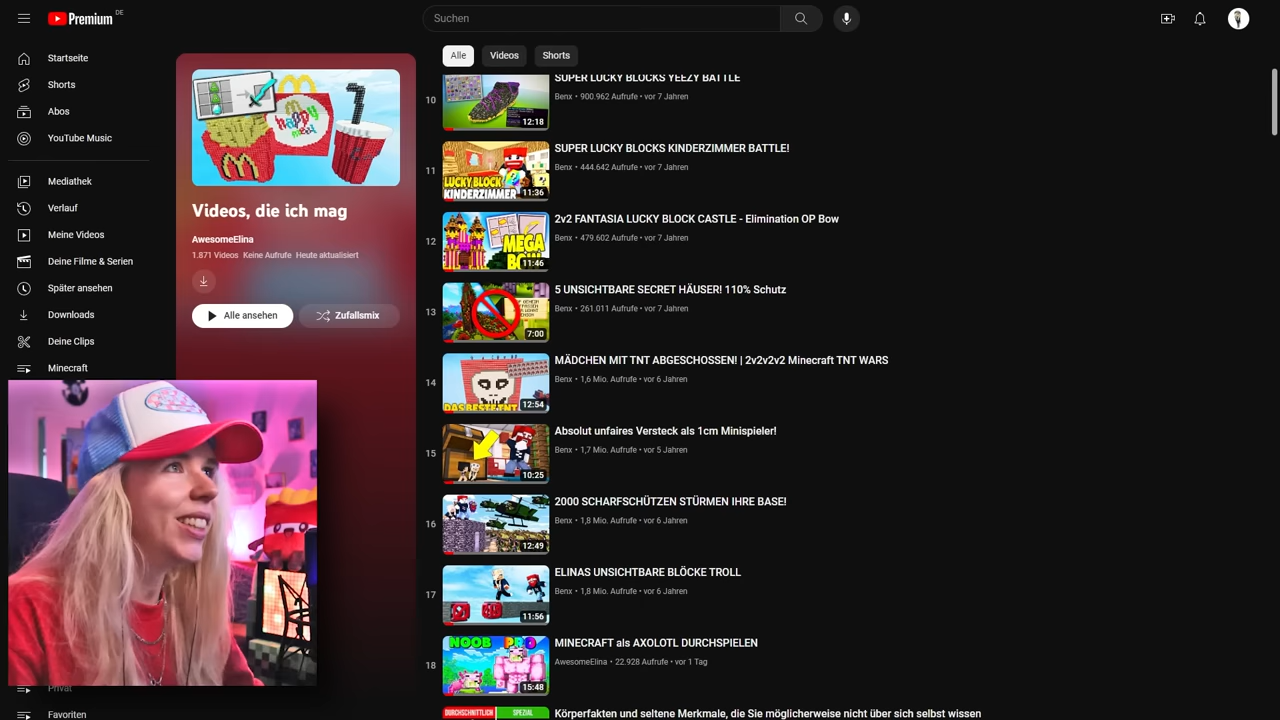 Premium DE
Suchen
Startseite
Shorts
Abos
YouTube Music
Mediathek
Verlauf
Meine Videos
Deine Filme & Serien
Später ansehen
Downloads
Deine Clips
Minecraft
Privat
Favoriten
happy meal
Videos, die ich mag
AwesomeElina
1.871 Videos Keine Aufrufe Heute aktualisiert
Alle ansehen
Zufallsmix
Alle
Videos
Shorts
10
12:18
SUPER LUCKY BLOCKS YEEZY BATTLE
Benx • 900.962 Aufrufe • vor 7 Jahren
11
LUCKY BLOCK
KINDERZIMMER
11:36
SUPER LUCKY BLOCKS KINDERZIMMER BATTLE!
Benx • 444.642 Aufrufe • vor 7 Jahren
12
MEGA
11:46
2v2 FANTASIA LUCKY BLOCK CASTLE - Elimination OP Bow
Benx • 479.602 Aufrufe • vor 7 Jahren
13
7:00
5 UNSICHTBARE SECRET HÄUSER! 110% Schutz
Benx • 261.011 Aufrufe • vor 7 Jahren
14
DAS BESTE TNT
12:54
MÄDCHEN MIT TNT ABGESCHOSSEN! | 2v2v2v2 Minecraft TNT WARS
Benx • 1,6 Mio. Aufrufe • vor 6 Jahren
15
10:25
Absolut unfaires Versteck als 1cm Minispieler!
Benx • 1,7 Mio. Aufrufe • vor 5 Jahren
16
12:49
2000 SCHARFSCHÜTZEN STÜRMEN IHRE BASE!
Benx • 1,8 Mio. Aufrufe • vor 6 Jahren
17
11:56
ELINAS UNSICHTBARE BLÖCKE TROLL
Benx • 1,8 Mio. Aufrufe • vor 6 Jahren
18
NOOB PRO
15:48
MINECRAFT als AXOLOTL DURCHSPIELEN
AwesomeElina • 22.928 Aufrufe • vor 1 Tag
DURCHSCHNITTLICH SPEZIAL
Körperfakten und seltene Merkmale, die Sie möglicherweise nicht über sich selbst wissen